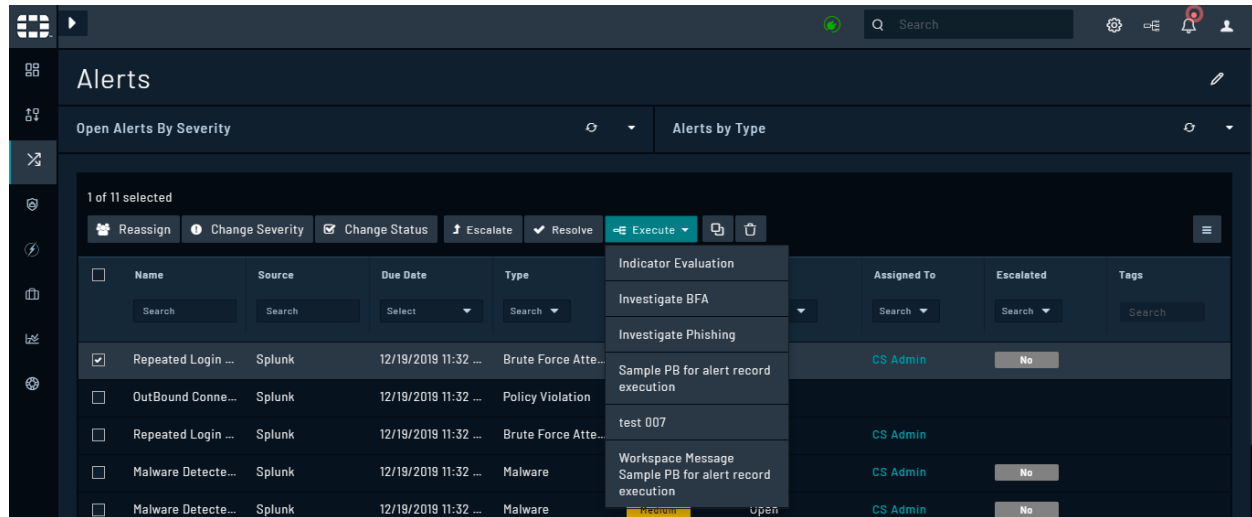 Search
Alerts
Open Alerts By Severity
Alerts by Type
1 of 11 selected
Reassign Change Severity Change Status Escalate Resolve Execute
Indicator Evaluation
Investigate BFA
Investigate Phishing
Sample PB for alert record
execution
test 007
Workspace Message
Sample PB for alert record
execution
Name Source Due Date Type Assigned To Escalated Tags
Search Search Select Search Search Search Search
Repeated Login ... Splunk 12/19/2019 11:32 ... Brute Force Atte... CS Admin No
OutBound Conne... Splunk 12/19/2019 11:32 ... Policy Violation
Repeated Login ... Splunk 12/19/2019 11:32 ... Brute Force Atte... CS Admin
Malware Detecte... Splunk 12/19/2019 11:32 ... Malware CS Admin No
Malware Detecte... Splunk 12/19/2019 11:32 ... Malware Medium Open CS Admin No